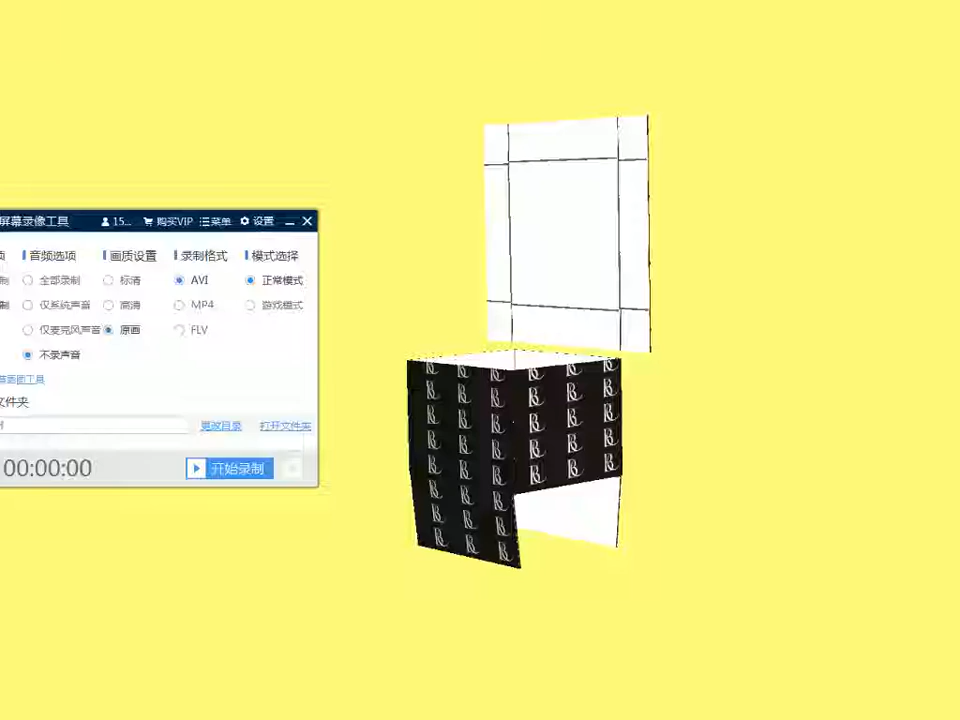 屏幕录像工具 15... 购买VIP 菜单 设置
音频选项 画质设置 录制格式 模式选择
全部录制 标清 AVI 正常模式
仅系统声音 高清 MP4 游戏模式
仅麦克风声音 原画 FLV
不录声音
文件夹
更改目录 打开文件夹
00:00:00 开始录制